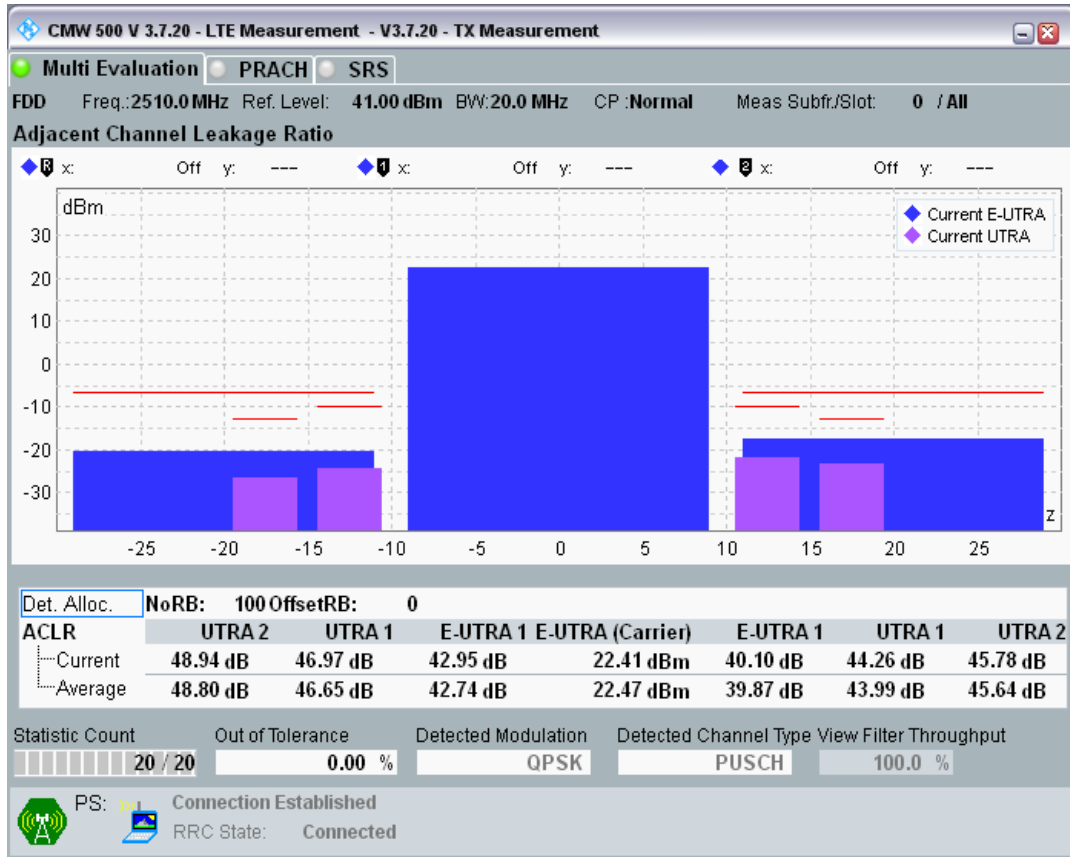 CMW 500 V 3.7.20 - LTE Measurement - V3.7.20 - TX Measurement
Multi Evaluation PRACH SRS
FDD Freq.:2510.0 MHz Ref. Level: 41.00 dBm BW:20.0 MHz CP :Normal Meas Subfr./Slot: 0 / All
Adjacent Channel Leakage Ratio
R x: Off y: --- 1 x: Off y: --- 2 x: Off y: ---
dBm
Current E-UTRA
Current UTRA
30
20
10
0
-10
-20
-30
z
-25 -20 -15 -10 -5 0 5 10 15 20 25
Det. Alloc. NoRB: 100 OffsetRB: 0
ACLR UTRA 2 UTRA 1 E-UTRA 1 E-UTRA (Carrier) E-UTRA 1 UTRA 1 UTRA 2
Current 48.94 dB 46.97 dB 42.95 dB 22.41 dBm 40.10 dB 44.26 dB 45.78 dB
Average 48.80 dB 46.65 dB 42.74 dB 22.47 dBm 39.87 dB 43.99 dB 45.64 dB
Statistic Count Out of Tolerance Detected Modulation Detected Channel Type View Filter Throughput
20 / 20 0.00 % QPSK PUSCH 100.0 %
PS: Connection Established
RRC State: Connected